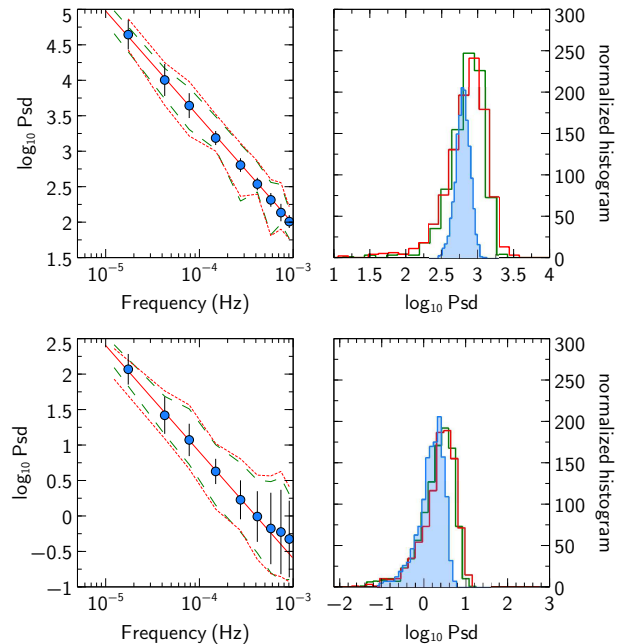 5
4.5
4
3.5
3
2.5
2
1.5
log₁₀ Psd
10⁻⁵ 10⁻⁴ 10⁻³
Frequency (Hz)
300
250
200
150
100
50
0
normalized histogram
1 1.5 2 2.5 3 3.5 4
log₁₀ Psd
2.5
2
1.5
1
0.5
0
−0.5
−1
log₁₀ Psd
10⁻⁵ 10⁻⁴ 10⁻³
Frequency (Hz)
300
250
200
150
100
50
0
normalized histogram
−2 −1 0 1 2 3
log₁₀ Psd